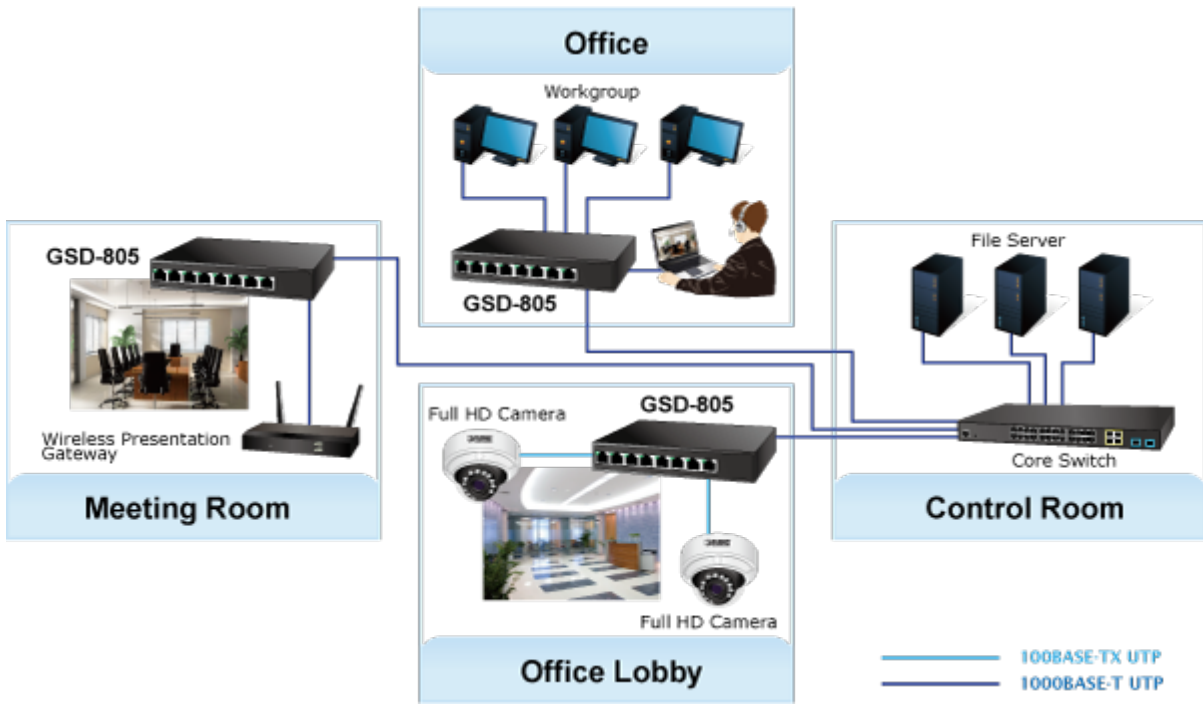 Office
Workgroup
GSD-805
GSD-805
Wireless Presentation
Gateway
Meeting Room
File Server
Core Switch
Control Room
Full HD Camera
GSD-805
Full HD Camera
Office Lobby
100BASE-TX UTP
1000BASE-T UTP